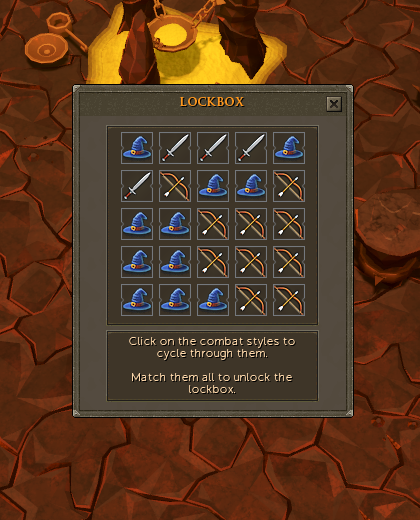 LOCKBOX
Click on the combat styles to
cycle through them.
Match them all to unlock the
lockbox.